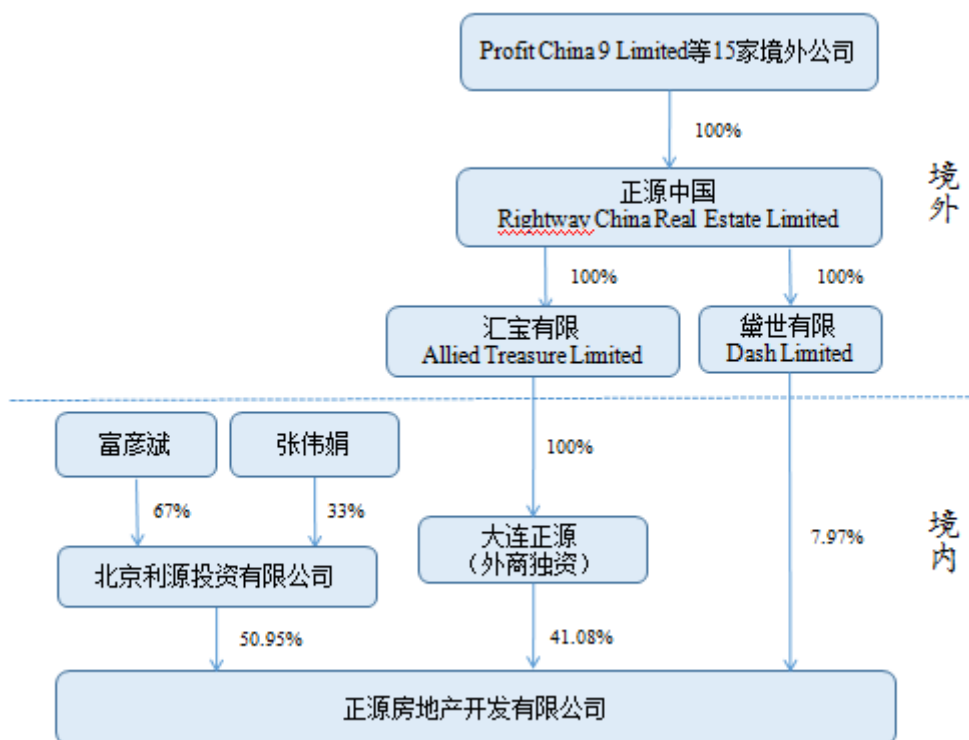 Profit China 9 Limited等15家境外公司
100%
正源中国
Rightway China Real Estate Limited
境
外
100%
100%
汇宝有限
Allied Treasure Limited
黛世有限
Dash Limited
富彦斌
张伟娟
100%
67%
33%
大连正源
（外商独资）
7.97%
境
内
北京利源投资有限公司
50.95%
41.08%
正源房地产开发有限公司